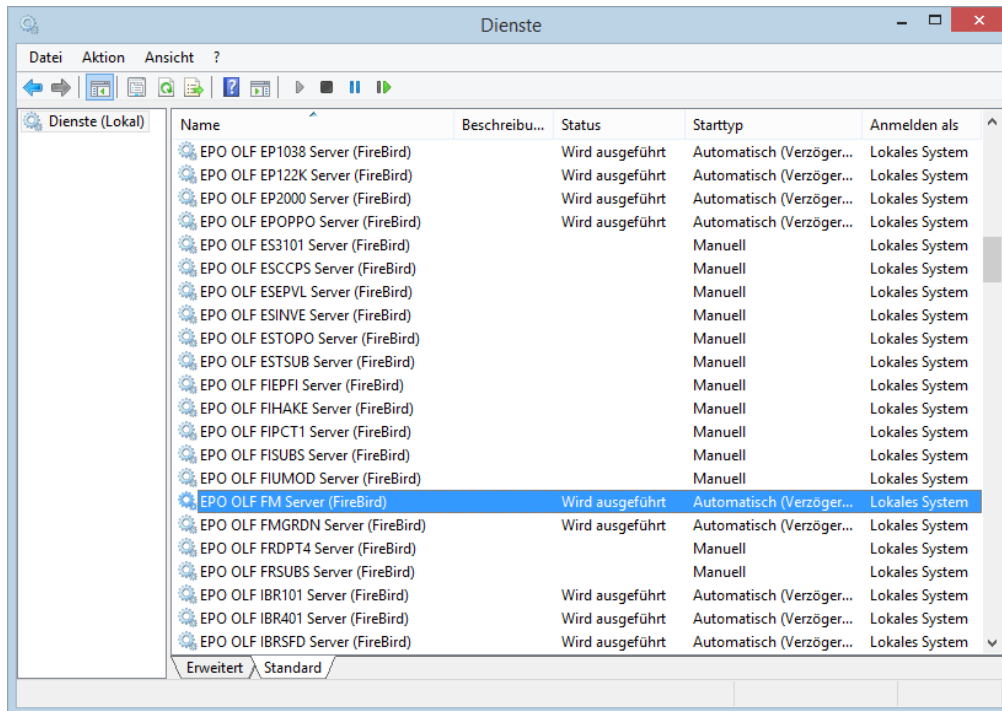 Dienste
Datei Aktion Ansicht ?
Dienste (Lokal)
Name Beschreibu... Status Starttyp Anmelden als
EPO OLF EP1038 Server (FireBird) Wird ausgeführt Automatisch (Verzöger... Lokales System
EPO OLF EP122K Server (FireBird) Wird ausgeführt Automatisch (Verzöger... Lokales System
EPO OLF EP2000 Server (FireBird) Wird ausgeführt Automatisch (Verzöger... Lokales System
EPO OLF EPOPPO Server (FireBird) Wird ausgeführt Automatisch (Verzöger... Lokales System
EPO OLF ES3101 Server (FireBird) Manuell Lokales System
EPO OLF ESCCPS Server (FireBird) Manuell Lokales System
EPO OLF ESEPVL Server (FireBird) Manuell Lokales System
EPO OLF ESINVE Server (FireBird) Manuell Lokales System
EPO OLF ESTOPO Server (FireBird) Manuell Lokales System
EPO OLF ESTSUB Server (FireBird) Manuell Lokales System
EPO OLF FIEPFI Server (FireBird) Manuell Lokales System
EPO OLF FIHAKE Server (FireBird) Manuell Lokales System
EPO OLF FIPCT1 Server (FireBird) Manuell Lokales System
EPO OLF FISUBS Server (FireBird) Manuell Lokales System
EPO OLF FIUMOD Server (FireBird) Manuell Lokales System
EPO OLF FM Server (FireBird) Wird ausgeführt Automatisch (Verzöger... Lokales System
EPO OLF FMGRDN Server (FireBird) Wird ausgeführt Automatisch (Verzöger... Lokales System
EPO OLF FRDPT4 Server (FireBird) Manuell Lokales System
EPO OLF FRSUBS Server (FireBird) Manuell Lokales System
EPO OLF IBR101 Server (FireBird) Wird ausgeführt Automatisch (Verzöger... Lokales System
EPO OLF IBR401 Server (FireBird) Wird ausgeführt Automatisch (Verzöger... Lokales System
EPO OLF IBRSFD Server (FireBird) Wird ausgeführt Automatisch (Verzöger... Lokales System
Erweitert Standard